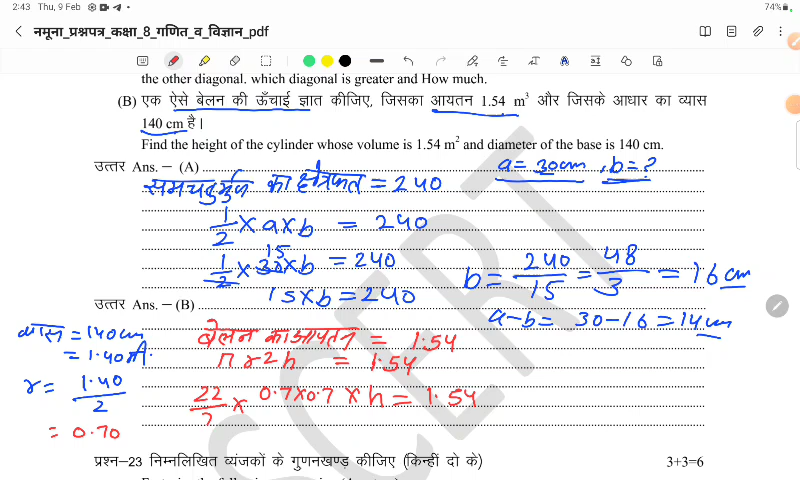 2:43 Thu, 9 Feb
74%
नमूना_प्रश्नपत्र_कक्षा_8_गणित_व_विज्ञान_.pdf
the other diagonal. which diagonal is greater and How much.
(B) एक ऐसे बेलन की ऊँचाई ज्ञात कीजिए, जिसका आयतन 1.54 m³ और जिसके आधार का व्यास
140 cm है।
Find the height of the cylinder whose volume is 1.54 m² and diameter of the base is 140 cm.
उत्तर Ans. – (A)
a = 30cm , b = ?
समचतुर्भुज का क्षेत्रफल = 240
1/2 × a × b = 240
15
1/2 × 30 × b = 240
b = 240/15 = 48/3 = 16 cm
15 × b = 240
a-b = 30-16 = 14 cm
उत्तर Ans. – (B)
व्यास = 140cm
= 1.40 m.
r = 1.40/2
= 0.70
बेलन का आयतन = 1.54
π r2 h = 1.54
22/7 × 0.7×0.7 × h = 1.54
SCERT
प्रश्न–23 निम्नलिखित व्यंजकों के गुणनखण्ड कीजिए (किन्हीं दो के) 3+3=6